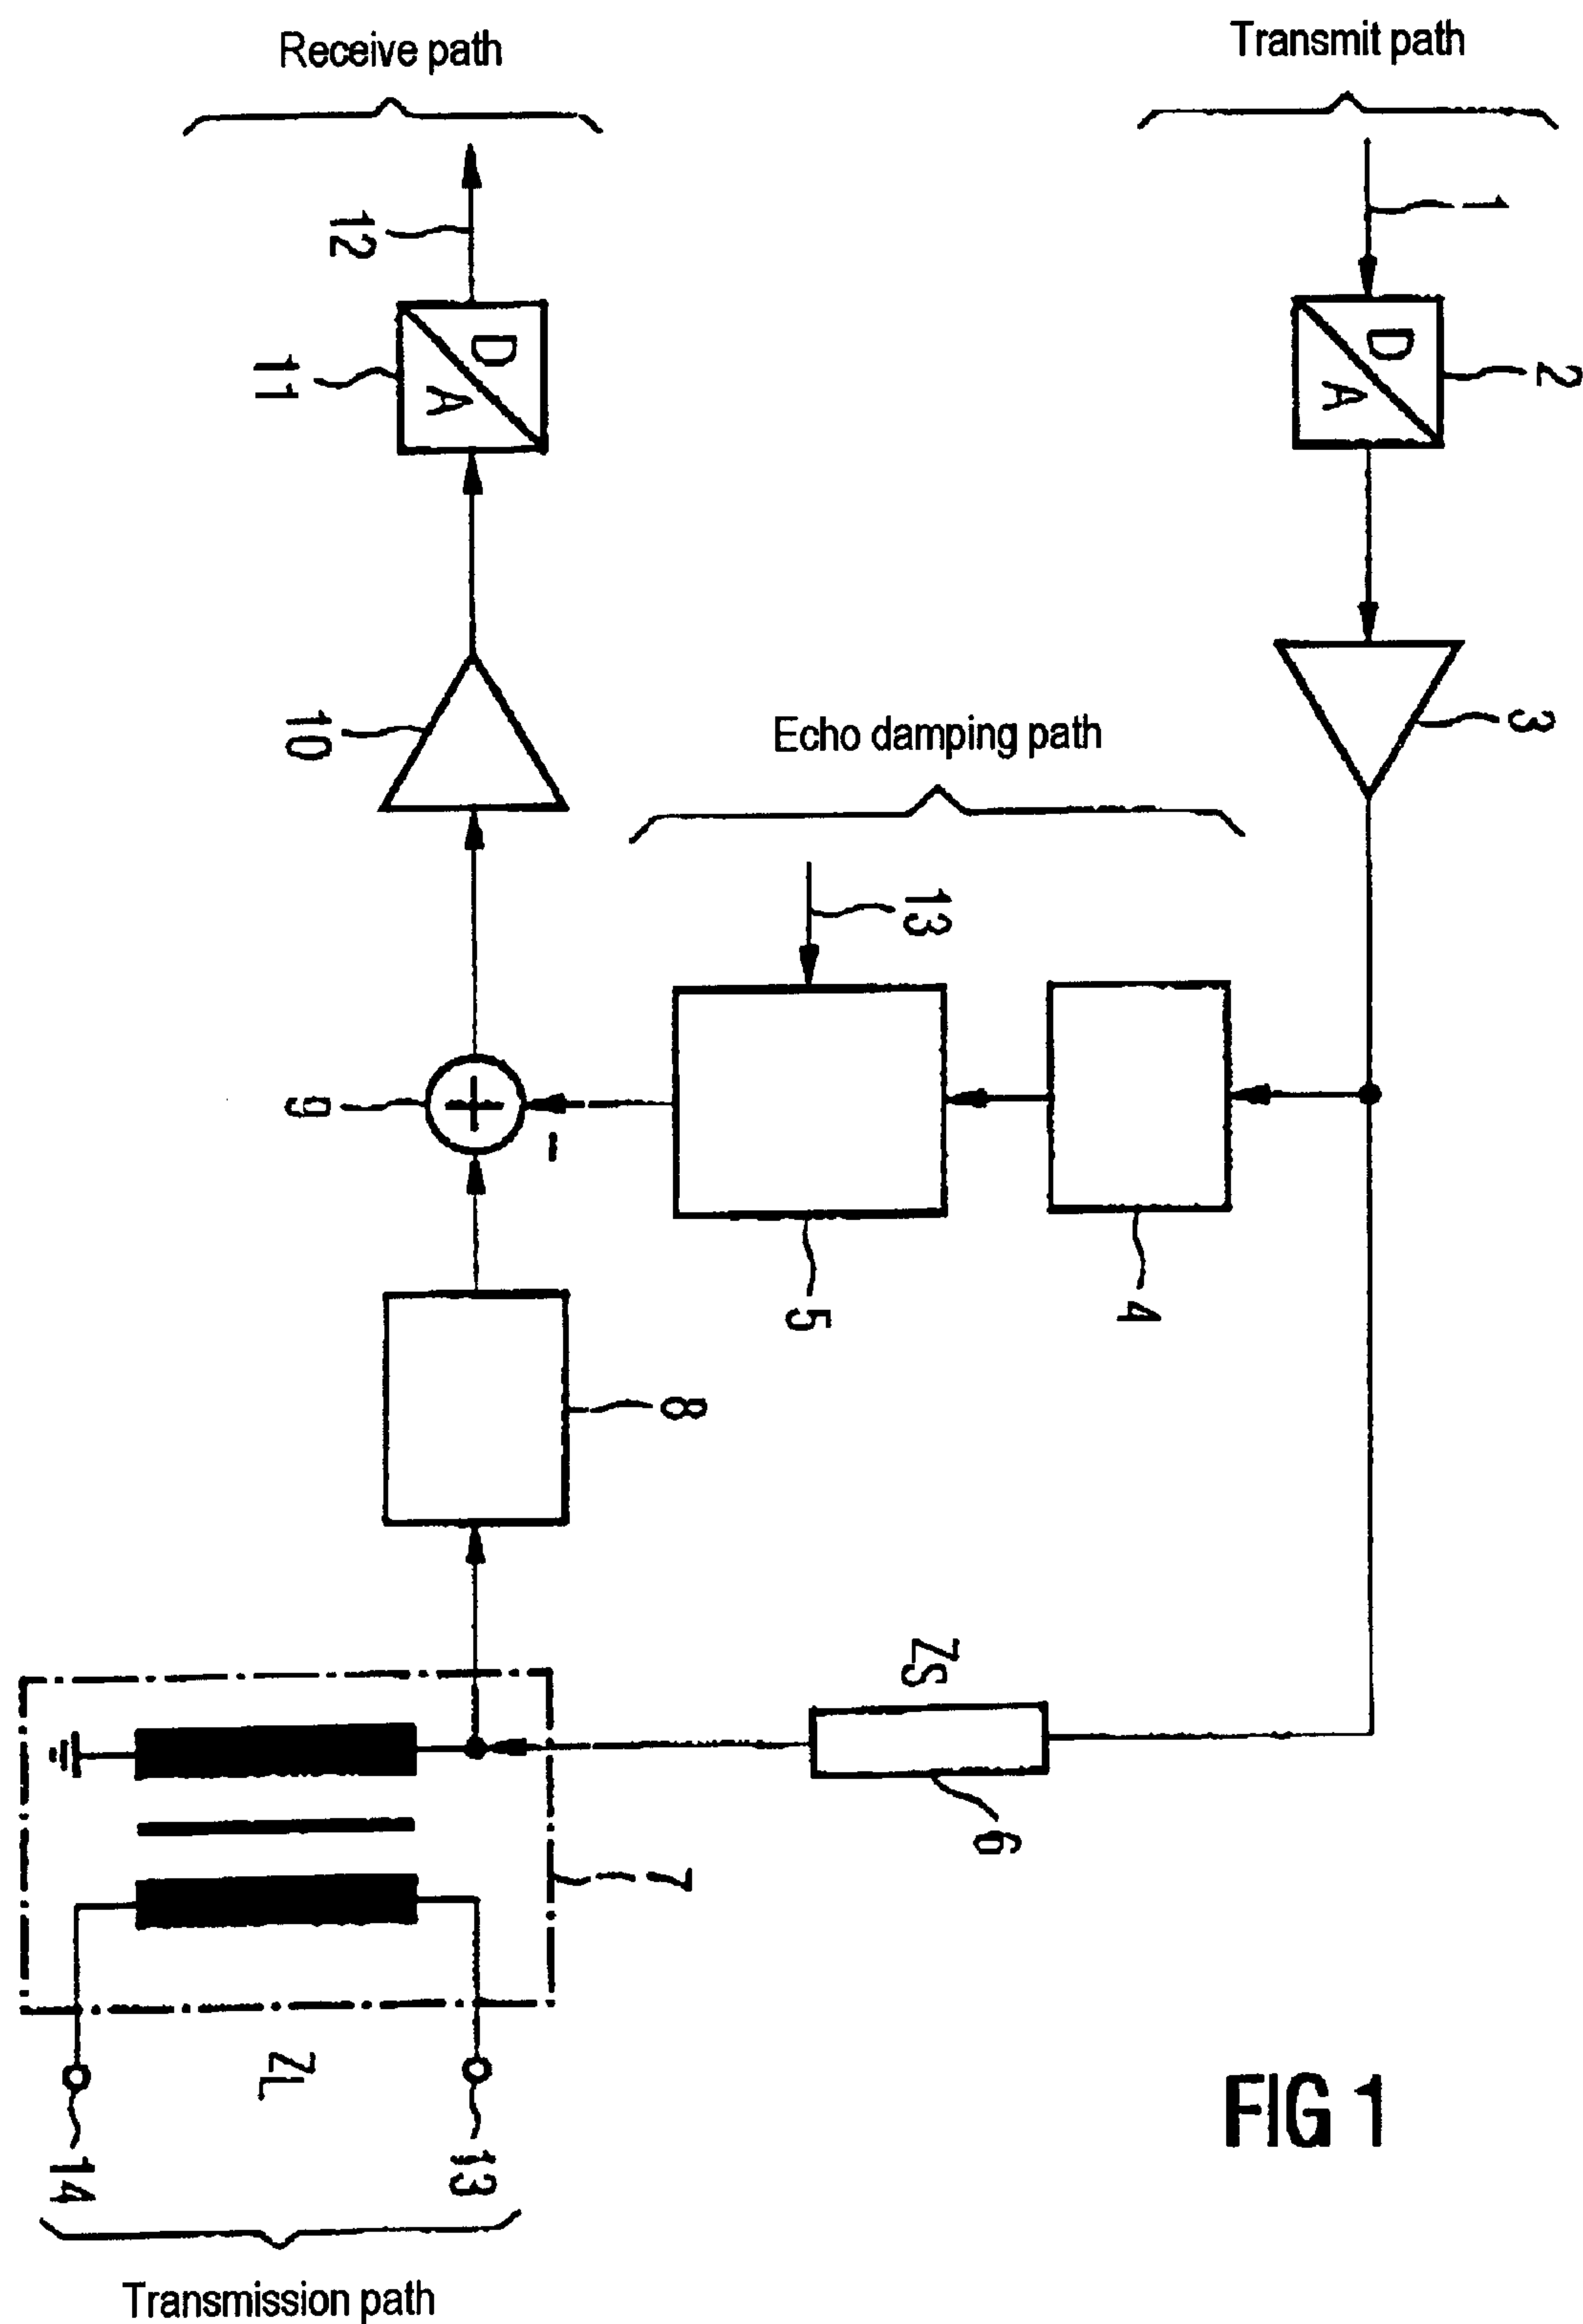 Receive path
Transmit path
1
12
D
A
11
D
A
2
3
10
Echo damping path
13
9
5
4
8
ZS
6
7
ZL
14
13
FIG 1
Transmission path
+
-